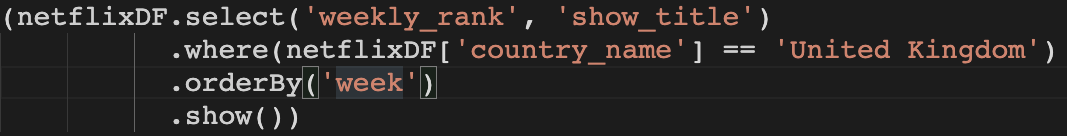 (netflixDF.select('weekly_rank', 'show_title')
.where(netflixDF['country_name'] == 'United Kingdom')
.orderBy('week')
.show())